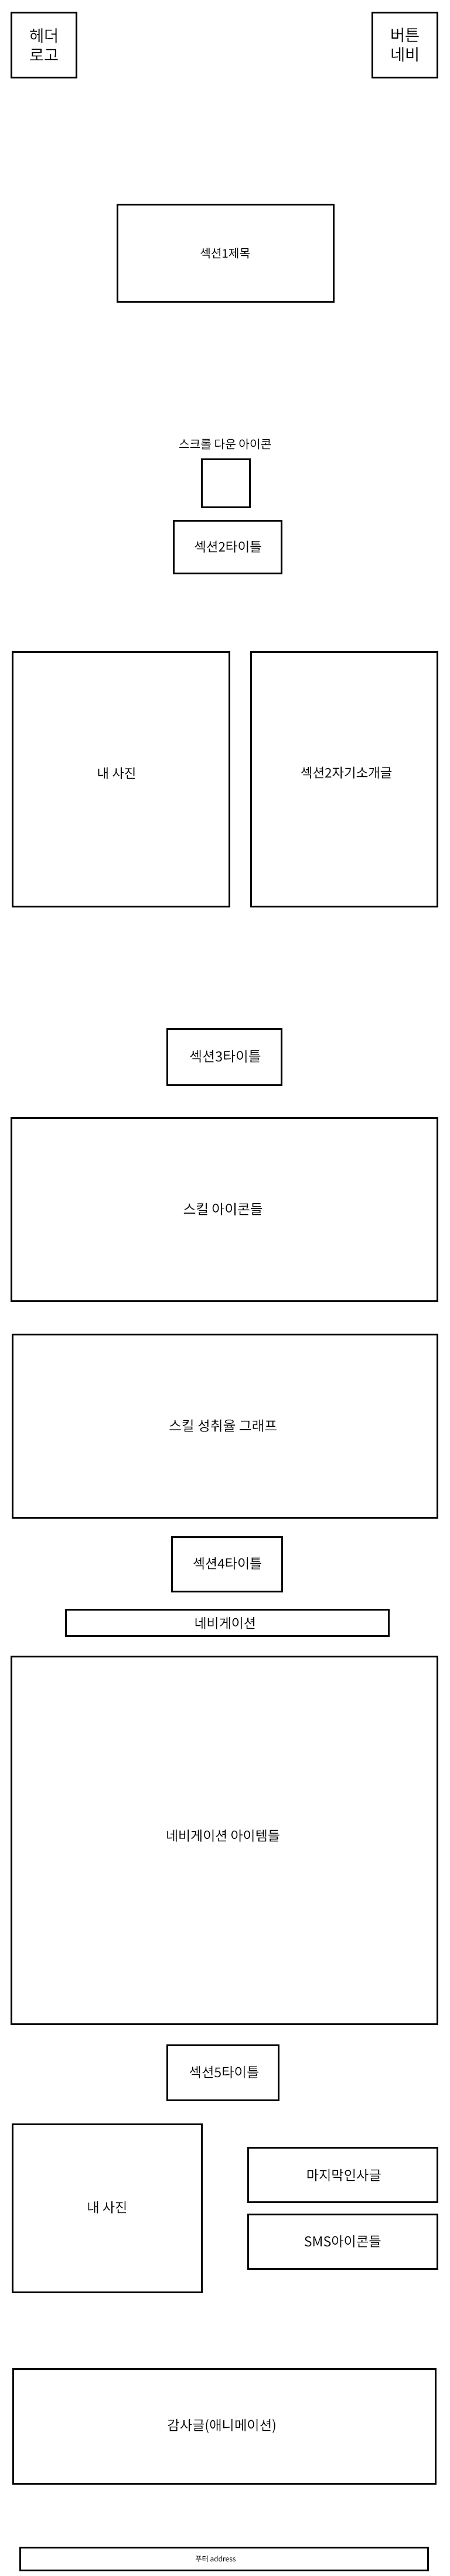 헤더
로고
버튼
네비
섹션1제목
스크롤 다운 아이콘
섹션2타이틀
내 사진
섹션2자기소개글
섹션3타이틀
스킬 아이콘들
스킬 성취율 그래프
섹션4타이틀
네비게이션
네비게이션 아이템들
섹션5타이틀
내 사진
마지막인사글
SMS아이콘들
감사글(애니메이션)
푸터 address